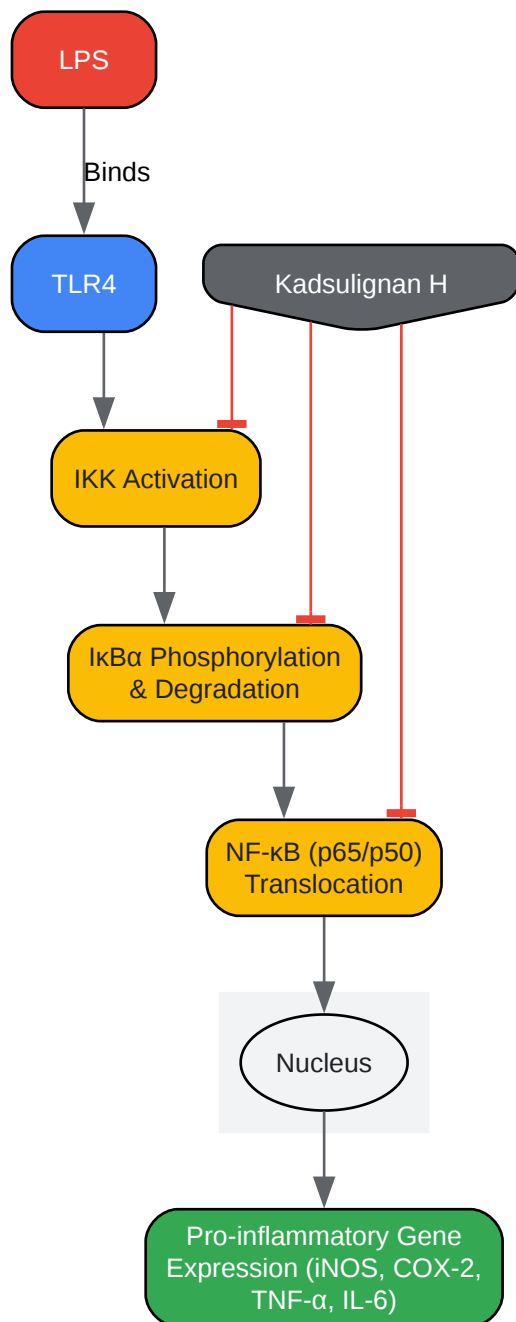 LPS
Binds
TLR4
Kadsulignan H
IKK Activation
IκBα Phosphorylation
& Degradation
NF-κB (p65/p50)
Translocation
Nucleus
Pro-inflammatory Gene
Expression (iNOS, COX-2,
TNF-α, IL-6)